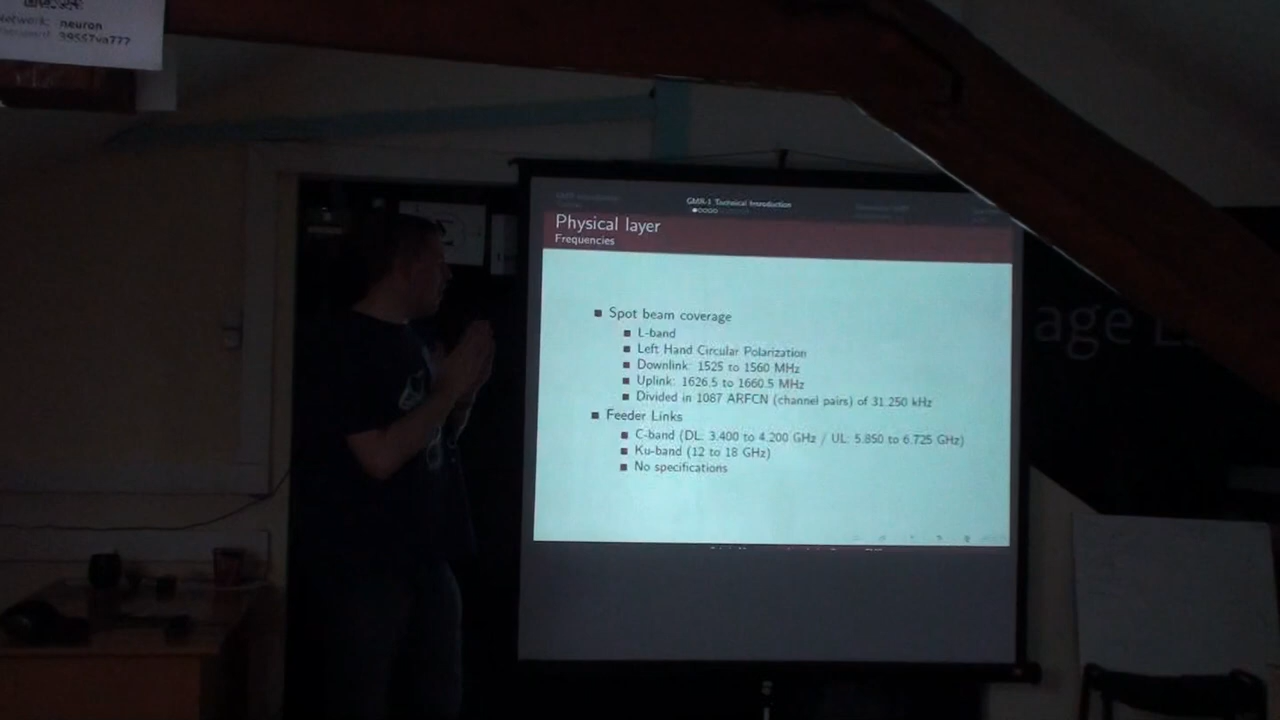 neuron
GMR-1 Technical Introduction
Physical layer
Frequencies
Spot beam coverage
L-band
Left Hand Circular Polarization
Downlink: 1525 to 1560 MHz
Uplink: 1626.5 to 1660.5 MHz
Divided in 1087 ARFCN (channel pairs) of 31.250 kHz
Feeder Links
C-band (DL: 3.400 to 4.200 GHz / UL: 5.850 to 6.725 GHz)
Ku-band (12 to 18 GHz)
No specifications
age